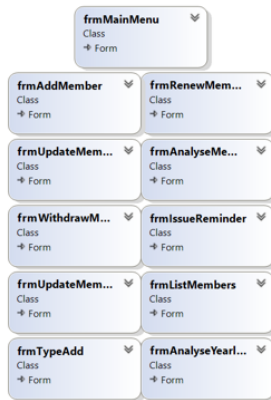 frmMainMenu
Class
Form
frmAddMember
Class
Form
frmRenewMem...
Class
Form
frmUpdateMem...
Class
Form
frmAnalyseMe...
Class
Form
frmWithdrawM...
Class
Form
frmIssueReminder
Class
Form
frmUpdateMem...
Class
Form
frmListMembers
Class
Form
frmTypeAdd
Class
Form
frmAnalyseYearl...
Class
Form